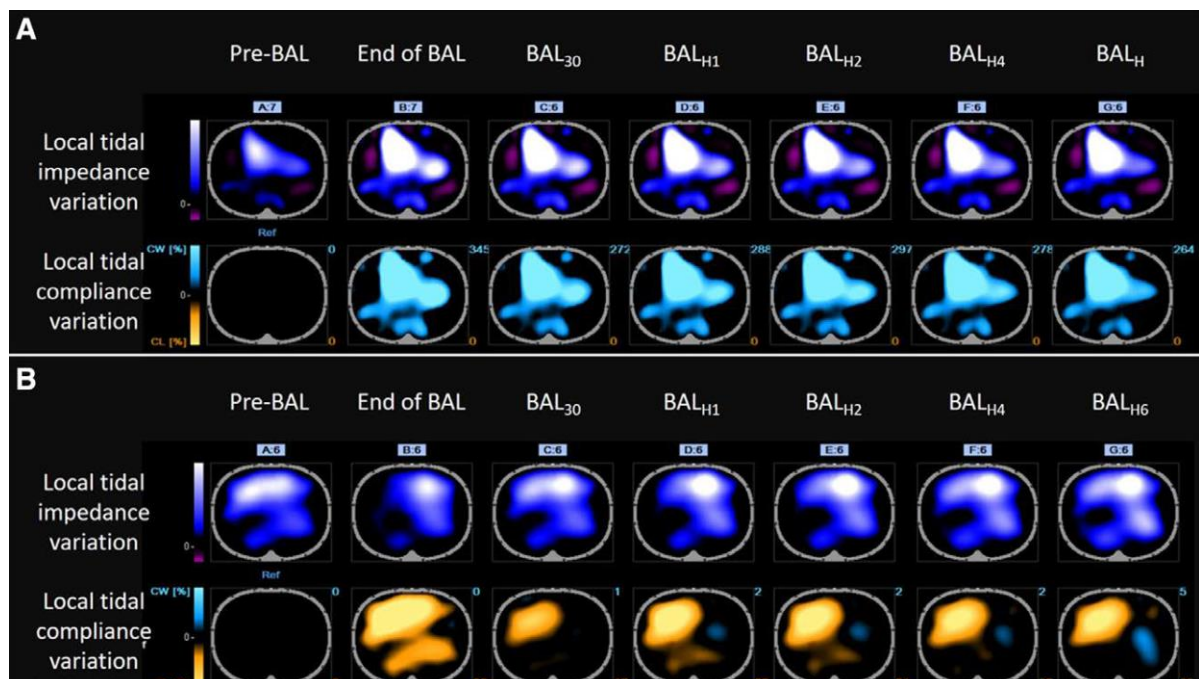 A
Pre-BAL End of BAL BAL30 BALH1 BALH2 BALH4 BALH
A:7 B:7 C:6 D:6 E:6 F:6 G:6
Local tidal
impedance
variation
0-
Ref
CW [%] 0 345 272 288 297 278 264
Local tidal
compliance
variation
0-
CL [%] 0 0 0 0 0 0 0
B
Pre-BAL End of BAL BAL30 BALH1 BALH2 BALH4 BALH6
A:6 B:6 C:6 D:6 E:6 F:6 G:6
Local tidal
impedance
variation
0-
Ref
CW [%] 0 0 1 2 2 2 5
Local tidal
compliance
variation
0-